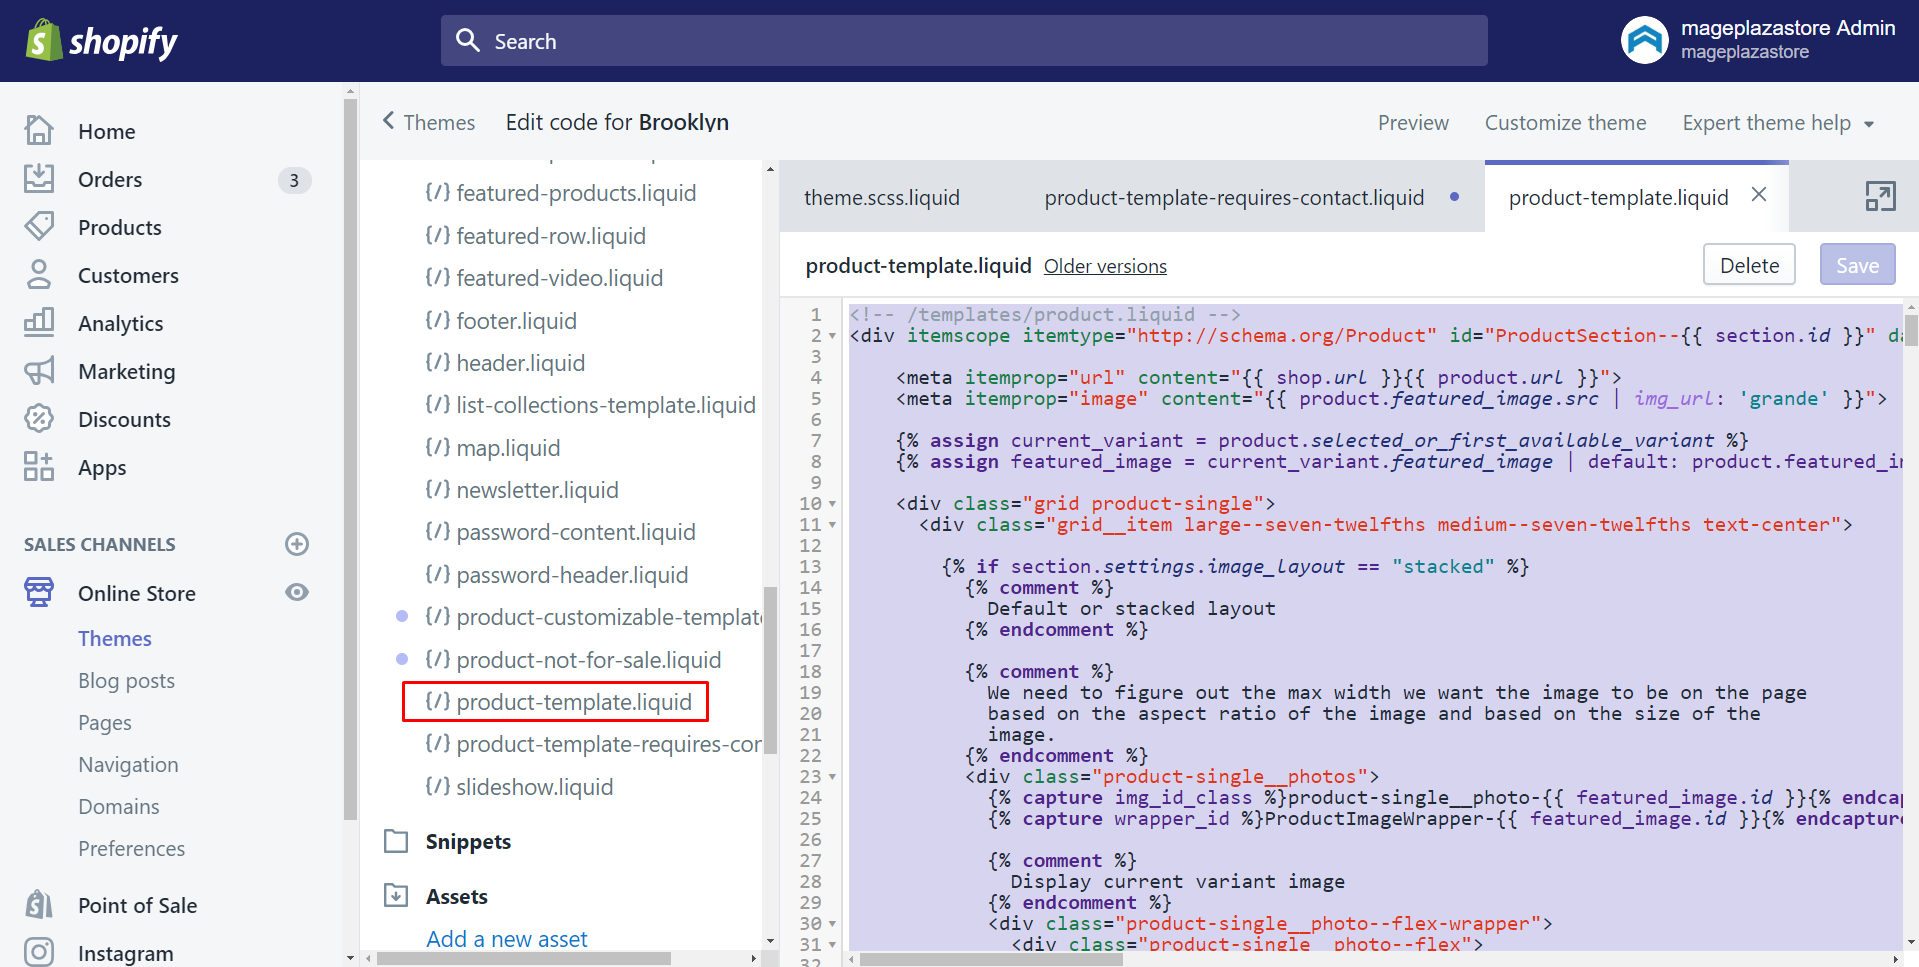 shopify
Search
mageplazastore Admin
mageplazastore
Home
Orders
3
Products
Customers
Analytics
Marketing
Discounts
Apps
SALES CHANNELS
Online Store
Themes
Blog posts
Pages
Navigation
Domains
Preferences
Point of Sale
Instagram
Themes
Edit code for Brooklyn
Preview
Customize theme
Expert theme help
{/} featured-products.liquid
{/} featured-row.liquid
{/} featured-video.liquid
{/} footer.liquid
{/} header.liquid
{/} list-collections-template.liquid
{/} map.liquid
{/} newsletter.liquid
{/} password-content.liquid
{/} password-header.liquid
{/} product-customizable-template
{/} product-not-for-sale.liquid
{/} product-template.liquid
{/} product-template-requires-con
{/} slideshow.liquid
Snippets
Assets
Add a new asset
theme.scss.liquid
product-template-requires-contact.liquid
product-template.liquid
product-template.liquid Older versions
Delete
Save
1 <!-- /templates/product.liquid -->
2 <div itemscope itemtype="http://schema.org/Product" id="ProductSection--{{ section.id }}" da
3
4 <meta itemprop="url" content="{{ shop.url }}{{ product.url }}">
5 <meta itemprop="image" content="{{ product.featured_image.src | img_url: 'grande' }}">
6
7 {% assign current_variant = product.selected_or_first_available_variant %}
8 {% assign featured_image = current_variant.featured_image | default: product.featured_im
9
10 <div class="grid product-single">
11 <div class="grid__item large--seven-twelfths medium--seven-twelfths text-center">
12
13 {% if section.settings.image_layout == "stacked" %}
14 {% comment %}
15 Default or stacked layout
16 {% endcomment %}
17
18 {% comment %}
19 We need to figure out the max width we want the image to be on the page
20 based on the aspect ratio of the image and based on the size of the
21 image.
22 {% endcomment %}
23 <div class="product-single__photos">
24 {% capture img_id_class %}product-single__photo-{{ featured_image.id }}{% endcap
25 {% capture wrapper_id %}ProductImageWrapper-{{ featured_image.id }}{% endcapture
26
27 {% comment %}
28 Display current variant image
29 {% endcomment %}
30 <div class="product-single__photo--flex-wrapper">
31 <div class="product-single__photo--flex">
32